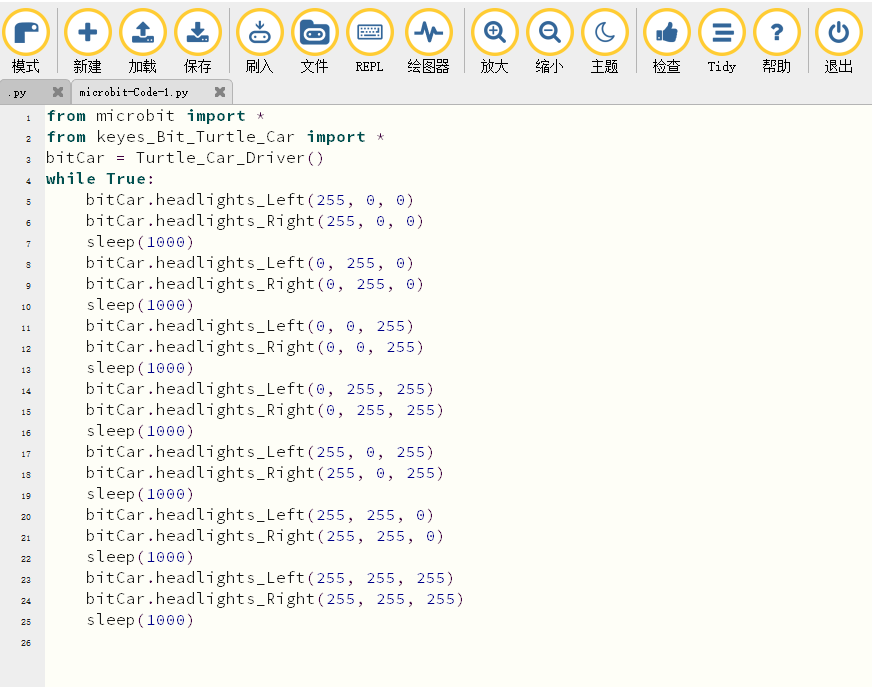 模式 新建 加载 保存 刷入 文件 REPL 绘图器 放大 缩小 主题 检查 Tidy 帮助 退出
.py microbit-Code-1.py
1 from microbit import *
2 from keyes_Bit_Turtle_Car import *
3 bitCar = Turtle_Car_Driver()
4 while True:
5 bitCar.headlights_Left(255, 0, 0)
6 bitCar.headlights_Right(255, 0, 0)
7 sleep(1000)
8 bitCar.headlights_Left(0, 255, 0)
9 bitCar.headlights_Right(0, 255, 0)
10 sleep(1000)
11 bitCar.headlights_Left(0, 0, 255)
12 bitCar.headlights_Right(0, 0, 255)
13 sleep(1000)
14 bitCar.headlights_Left(0, 255, 255)
15 bitCar.headlights_Right(0, 255, 255)
16 sleep(1000)
17 bitCar.headlights_Left(255, 0, 255)
18 bitCar.headlights_Right(255, 0, 255)
19 sleep(1000)
20 bitCar.headlights_Left(255, 255, 0)
21 bitCar.headlights_Right(255, 255, 0)
22 sleep(1000)
23 bitCar.headlights_Left(255, 255, 255)
24 bitCar.headlights_Right(255, 255, 255)
25 sleep(1000)
26